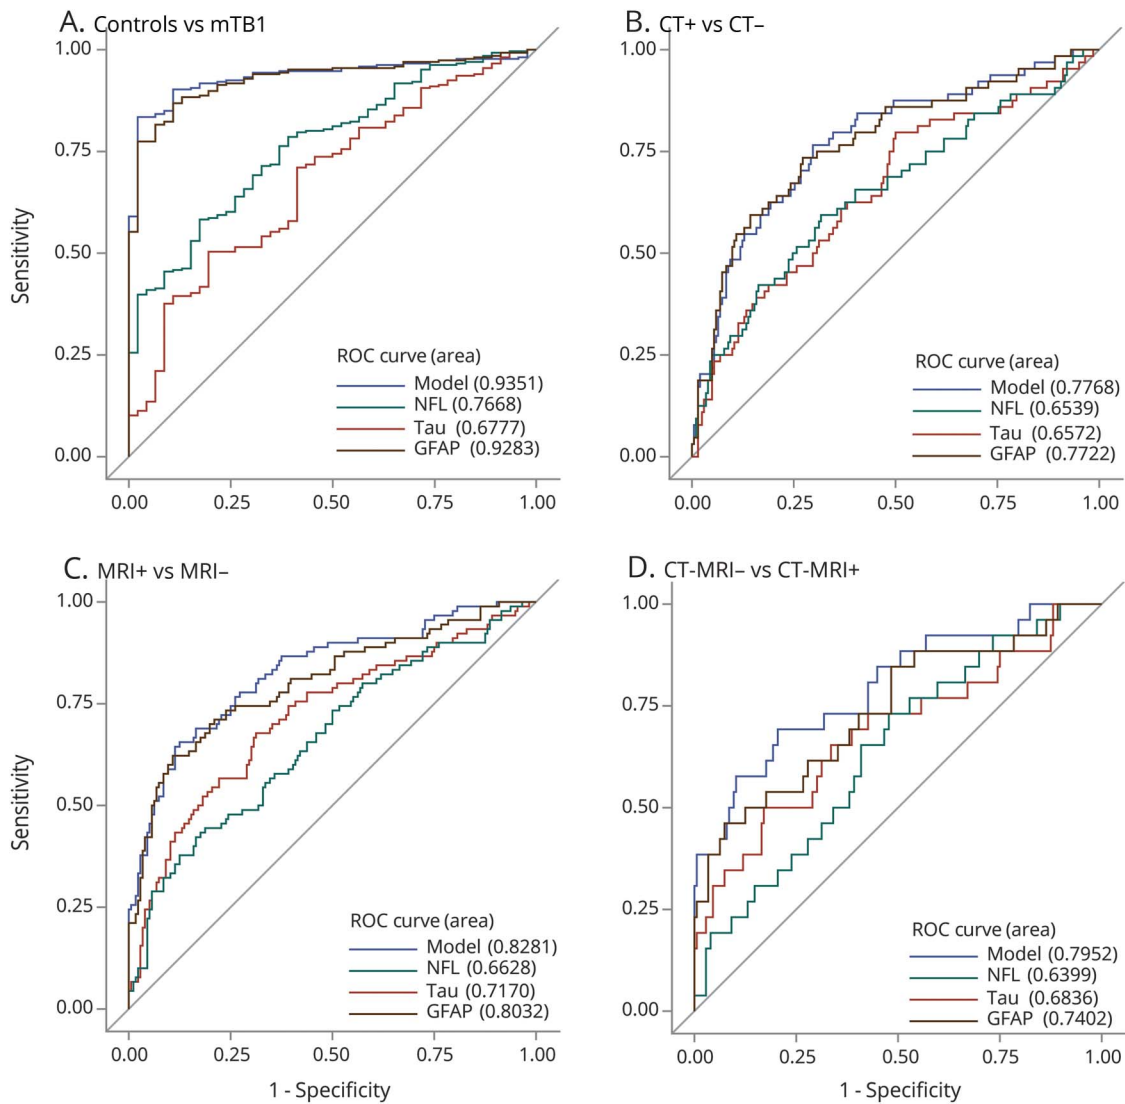 A. Controls vs mTB1
1.00
0.75
0.50
0.25
0.00
Sensitivity
ROC curve (area)
Model (0.9351)
NFL (0.7668)
Tau (0.6777)
GFAP (0.9283)
0.00 0.25 0.50 0.75 1.00
B. CT+ vs CT–
1.00
0.75
0.50
0.25
0.00
ROC curve (area)
Model (0.7768)
NFL (0.6539)
Tau (0.6572)
GFAP (0.7722)
0.00 0.25 0.50 0.75 1.00
C. MRI+ vs MRI–
1.00
0.75
0.50
0.25
0.00
Sensitivity
ROC curve (area)
Model (0.8281)
NFL (0.6628)
Tau (0.7170)
GFAP (0.8032)
0.00 0.25 0.50 0.75 1.00
1 - Specificity
D. CT-MRI– vs CT-MRI+
1.00
0.75
0.50
0.25
0.00
ROC curve (area)
Model (0.7952)
NFL (0.6399)
Tau (0.6836)
GFAP (0.7402)
0.00 0.25 0.50 0.75 1.00
1 - Specificity